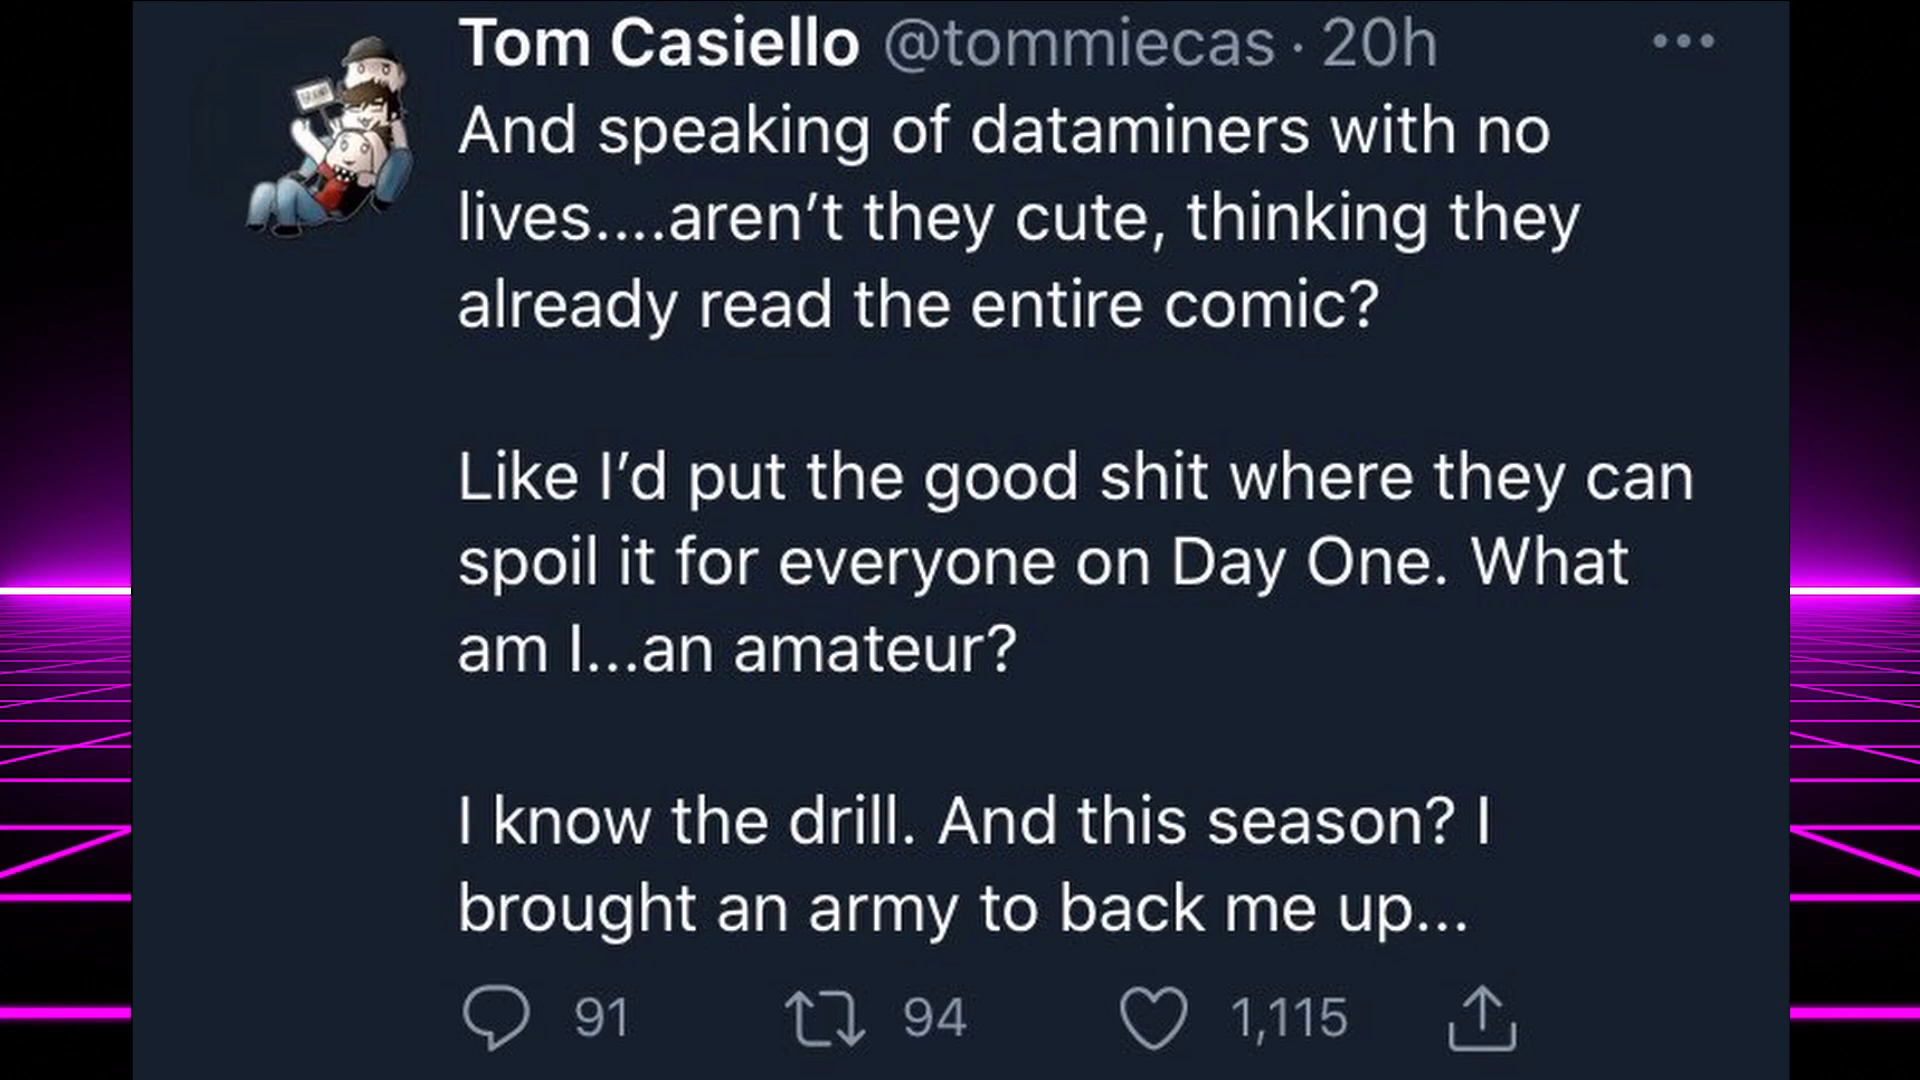 Tom Casiello @tommiecas · 20h
And speaking of dataminers with no
lives....aren’t they cute, thinking they
already read the entire comic?
Like I’d put the good shit where they can
spoil it for everyone on Day One. What
am I...an amateur?
I know the drill. And this season? I
brought an army to back me up...
91 94 1,115